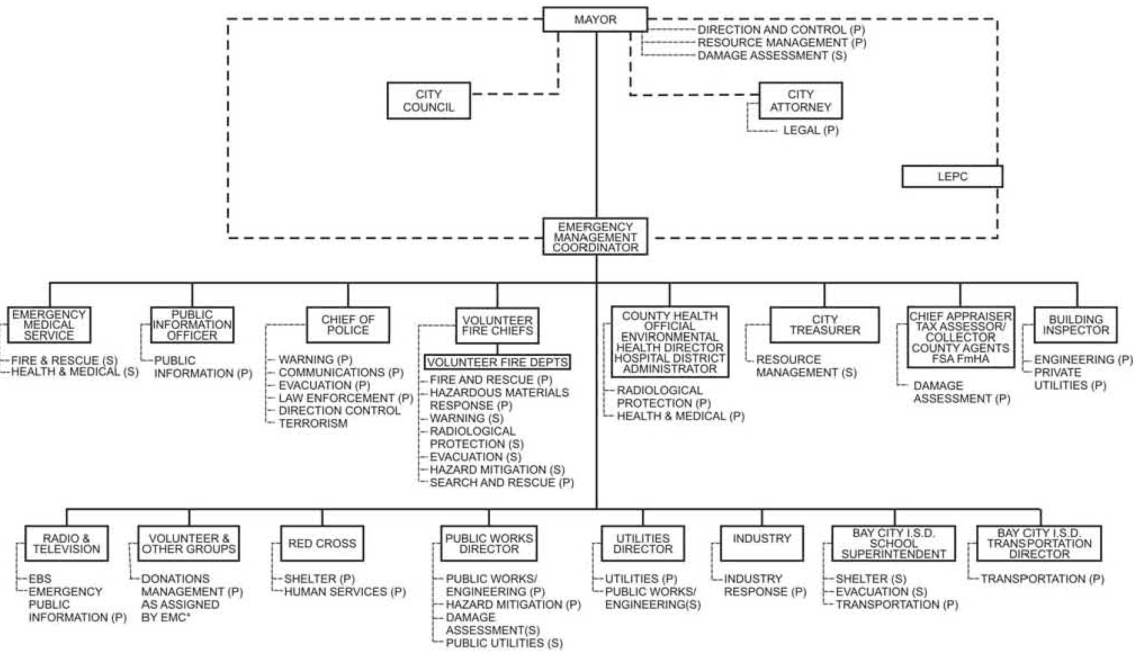 MAYOR
DIRECTION AND CONTROL (P)
RESOURCE MANAGEMENT (P)
DAMAGE ASSESSMENT (S)
CITY
COUNCIL
CITY
ATTORNEY
LEGAL (P)
LEPC
EMERGENCY
MANAGEMENT
COORDINATOR
EMERGENCY
MEDICAL
SERVICE
FIRE & RESCUE (S)
HEALTH & MEDICAL (S)
PUBLIC
INFORMATION
OFFICER
PUBLIC
INFORMATION (P)
CHIEF OF
POLICE
WARNING (P)
COMMUNICATIONS (P)
EVACUATION (P)
LAW ENFORCEMENT (P)
DIRECTION CONTROL
TERRORISM
VOLUNTEER
FIRE CHIEFS
VOLUNTEER FIRE DEPTS
FIRE AND RESCUE (P)
HAZARDOUS MATERIALS
RESPONSE (P)
WARNING (S)
RADIOLOGICAL
PROTECTION (S)
EVACUATION (S)
HAZARD MITIGATION (S)
SEARCH AND RESCUE (P)
COUNTY HEALTH
OFFICIAL
ENVIRONMENTAL
HEALTH DIRECTOR
HOSPITAL DISTRICT
ADMINISTRATOR
RADIOLOGICAL
PROTECTION (P)
HEALTH & MEDICAL (P)
CITY
TREASURER
RESOURCE
MANAGEMENT (S)
CHIEF APPRAISER
TAX ASSESSOR/
COLLECTOR
COUNTY AGENTS
FSA FmHA
DAMAGE
ASSESSMENT (P)
BUILDING
INSPECTOR
ENGINEERING (P)
PRIVATE
UTILITIES (P)
RADIO &
TELEVISION
EBS
EMERGENCY
PUBLIC
INFORMATION (P)
VOLUNTEER &
OTHER GROUPS
DONATIONS
MANAGEMENT (P)
AS ASSIGNED
BY EMC*
RED CROSS
SHELTER (P)
HUMAN SERVICES (P)
PUBLIC WORKS
DIRECTOR
PUBLIC WORKS/
ENGINEERING (P)
HAZARD MITIGATION (P)
DAMAGE
ASSESSMENT(S)
PUBLIC UTILITIES (S)
UTILITIES
DIRECTOR
UTILITIES (P)
PUBLIC WORKS/
ENGINEERING(S)
INDUSTRY
INDUSTRY
RESPONSE (P)
BAY CITY I.S.D.
SCHOOL
SUPERINTENDENT
SHELTER (S)
EVACUATION (S)
TRANSPORTATION (P)
BAY CITY I.S.D.
TRANSPORTATION
DIRECTOR
TRANSPORTATION (P)